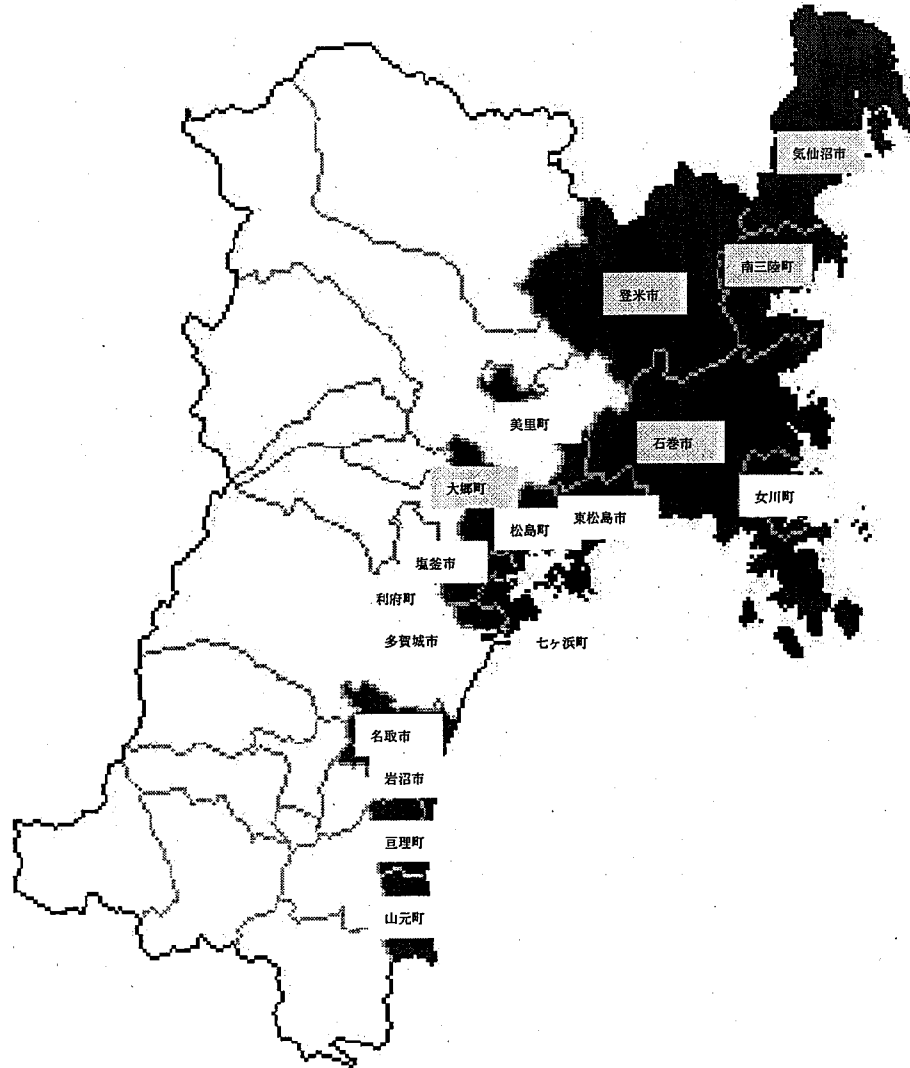 気仙沼市
南三陸町
登米市
美里町
石巻市
大郷町
女川町
東松島市
松島町
塩釜市
利府町
多賀城市
七ヶ浜町
名取市
岩沼市
亘理町
山元町